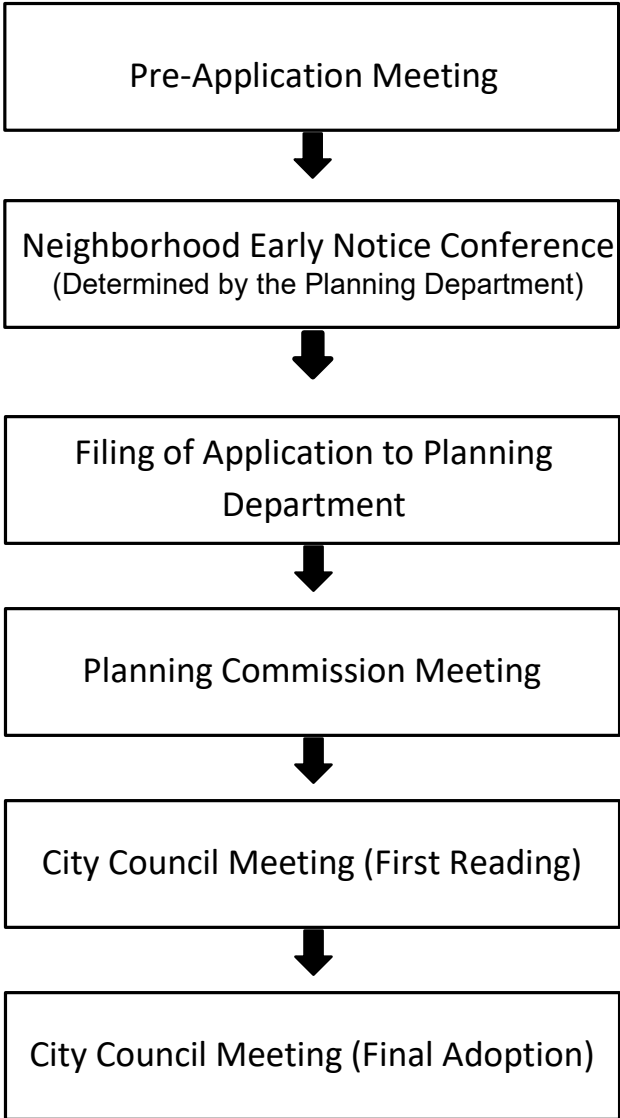 Pre-Application Meeting
Neighborhood Early Notice Conference
(Determined by the Planning Department)
Filing of Application to Planning
Department
Planning Commission Meeting
City Council Meeting (First Reading)
City Council Meeting (Final Adoption)